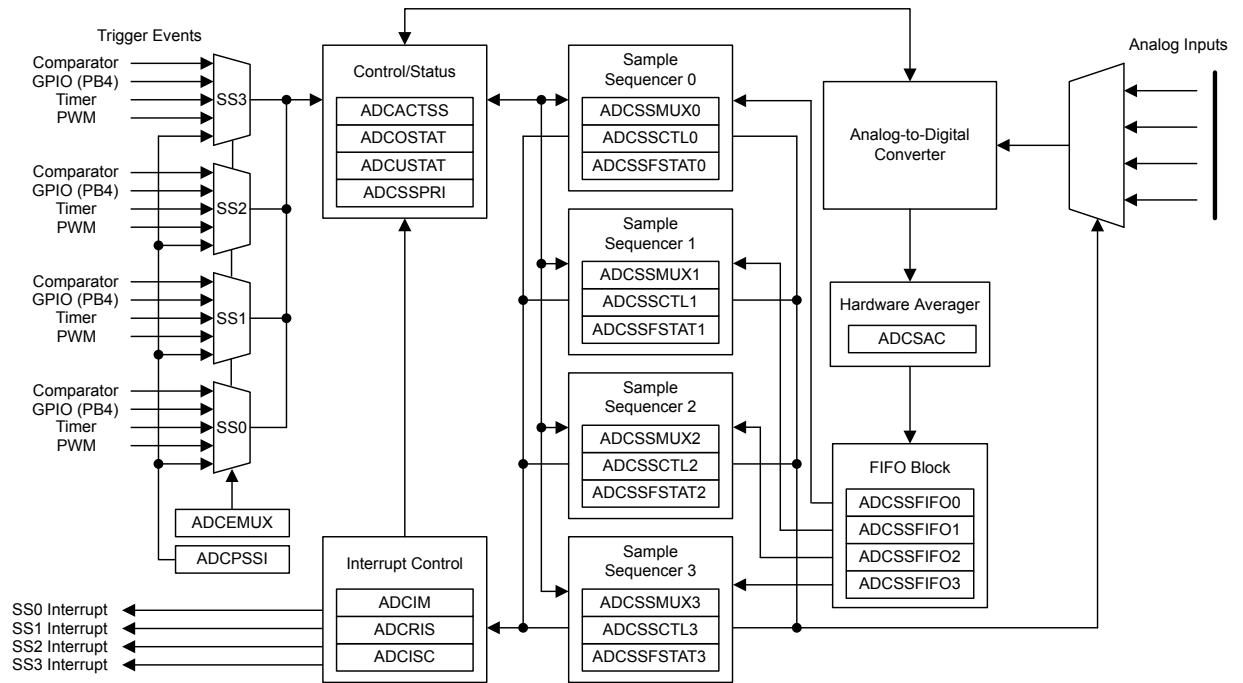 Trigger Events
Comparator
GPIO (PB4)
Timer
PWM
SS3
Comparator
GPIO (PB4)
Timer
PWM
SS2
Comparator
GPIO (PB4)
Timer
PWM
SS1
Comparator
GPIO (PB4)
Timer
PWM
SS0
ADCEMUX
ADCPSSI
SS0 Interrupt
SS1 Interrupt
SS2 Interrupt
SS3 Interrupt
Control/Status
ADCACTSS
ADCOSTAT
ADCUSTAT
ADCSSPRI
Interrupt Control
ADCIM
ADCRIS
ADCISC
Sample
Sequencer 0
ADCSSMUX0
ADCSSCTL0
ADCSSFSTAT0
Sample
Sequencer 1
ADCSSMUX1
ADCSSCTL1
ADCSSFSTAT1
Sample
Sequencer 2
ADCSSMUX2
ADCSSCTL2
ADCSSFSTAT2
Sample
Sequencer 3
ADCSSMUX3
ADCSSCTL3
ADCSSFSTAT3
Analog-to-Digital
Converter
Hardware Averager
ADCSAC
FIFO Block
ADCSSFIFO0
ADCSSFIFO1
ADCSSFIFO2
ADCSSFIFO3
Analog Inputs